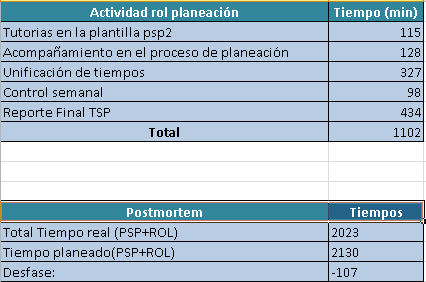 Actividad rol planeación Tiempo (min)
Tutorias en la plantilla psp2 115
Acompañamiento en el proceso de planeación 128
Unificación de tiempos 327
Control semanal 98
Reporte Final TSP 434
Total 1102
Postmortem Tiempos
Total Tiempo real (PSP+ROL) 2023
Tiempo planeado(PSP+ROL) 2130
Desfase: -107